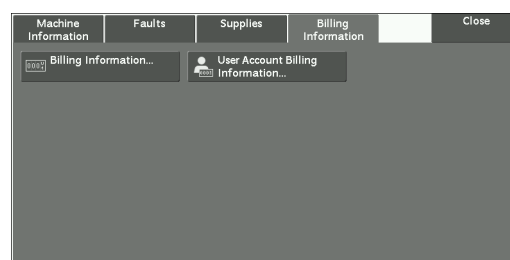 Machine
Information
Faults
Supplies
Billing
Information
Close
Billing Information...
User Account Billing
Information...